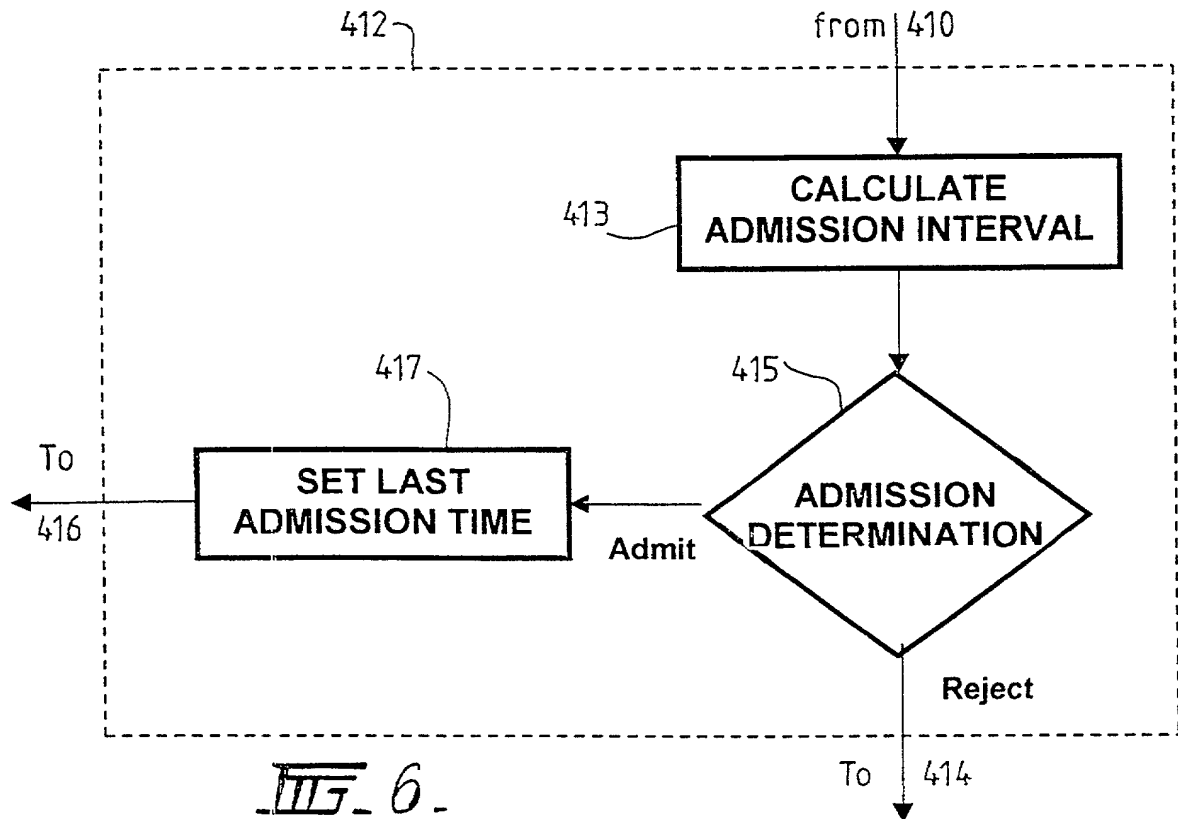 412
from 410
CALCULATE
ADMISSION INTERVAL
413
417
415
To
416
SET LAST
ADMISSION TIME
Admit
ADMISSION
DETERMINATION
Reject
To 414
FIG. 6.